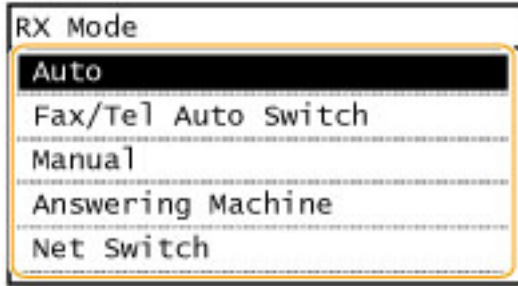 RX Mode
Auto
Fax/Tel Auto Switch
Manual
Answering Machine
Net Switch